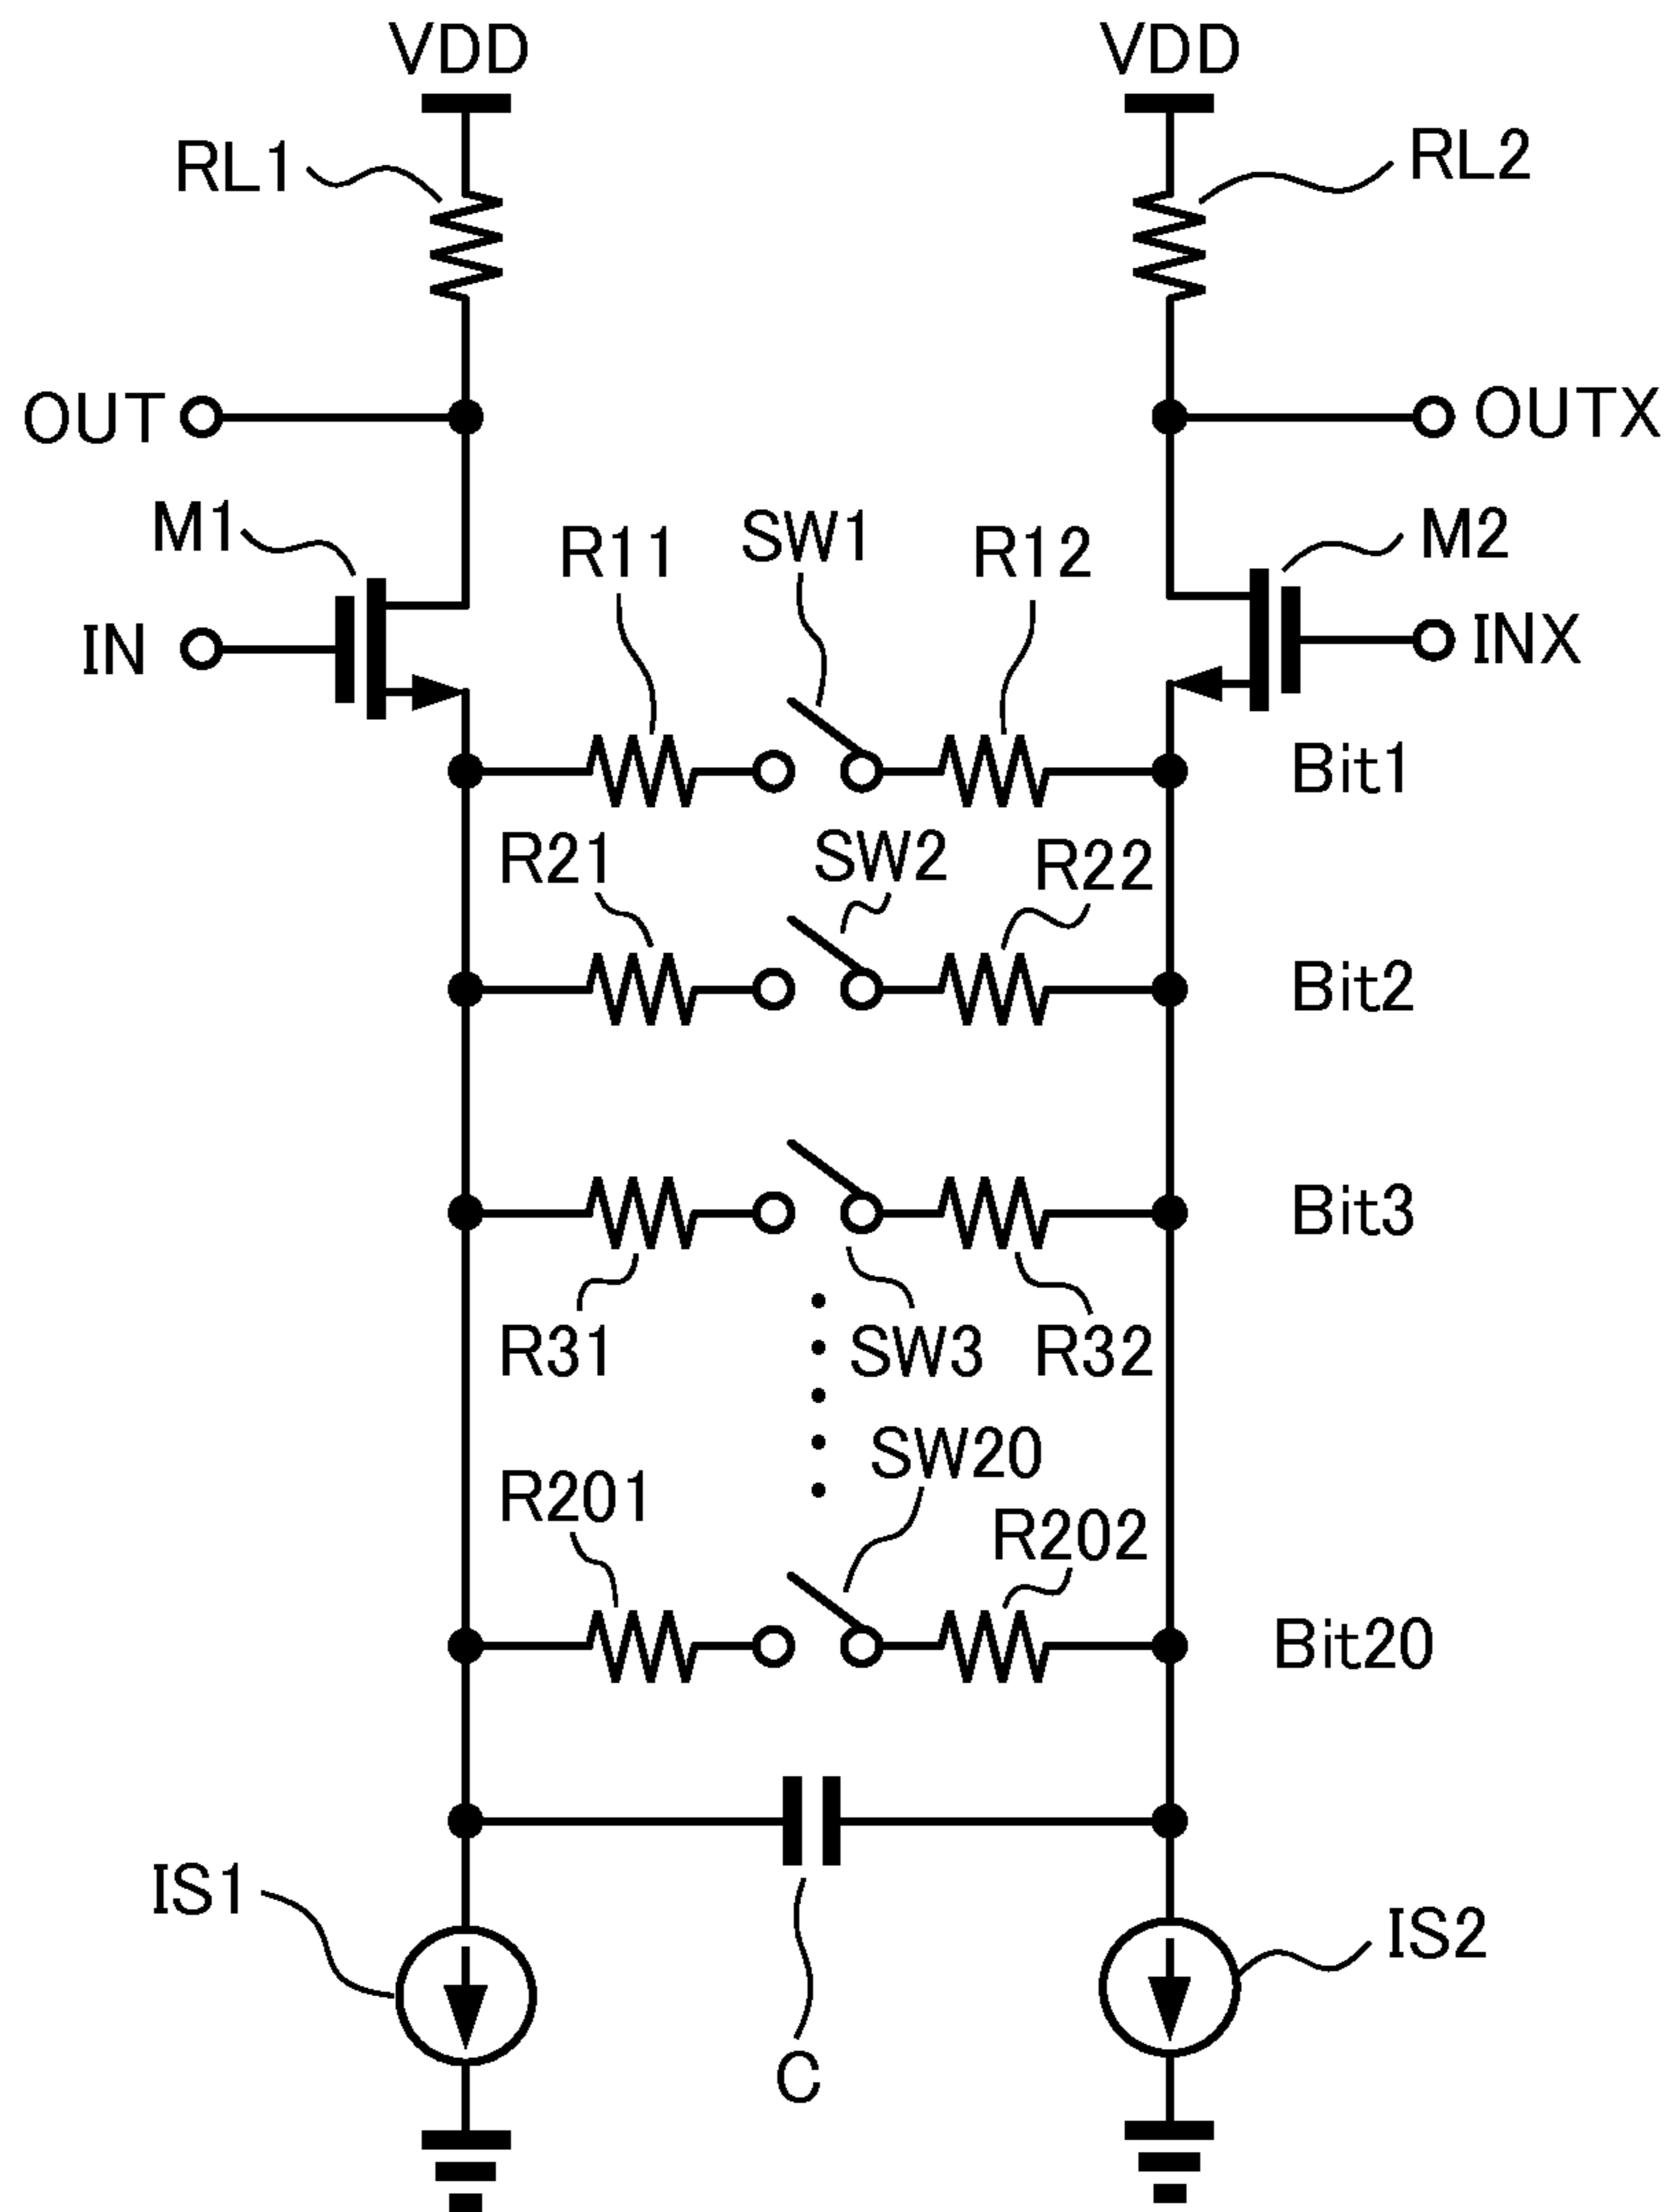 VDD VDD
RL1 RL2
OUT OUTX
M1 R11 SW1 R12 M2
IN INX
Bit1
R21 SW2 R22
Bit2
Bit3
R31 SW3 R32
SW20
R201 R202
Bit20
IS1 IS2
C